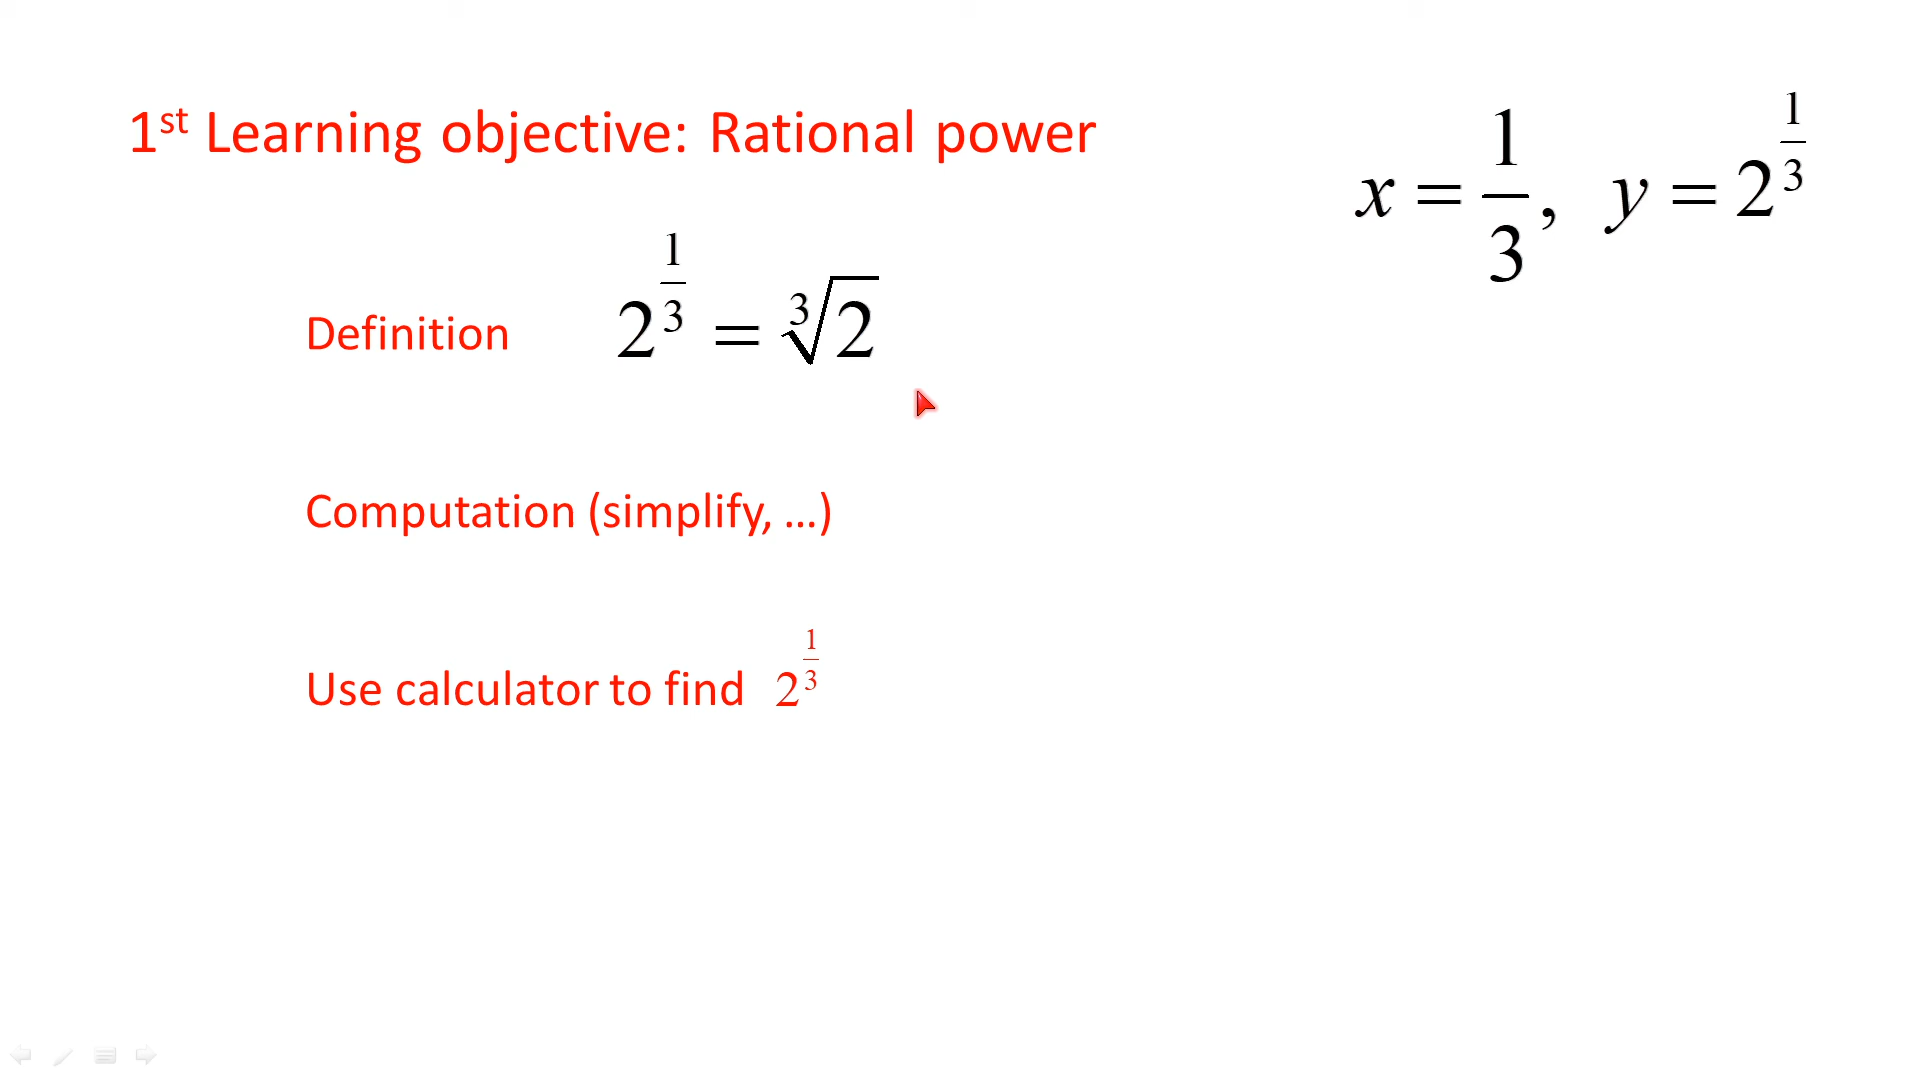 1st Learning objective: Rational power
x = 1/3, y = 2^(1/3)
Definition 2^(1/3) = ∛2
Computation (simplify, ...)
Use calculator to find 2^(1/3)